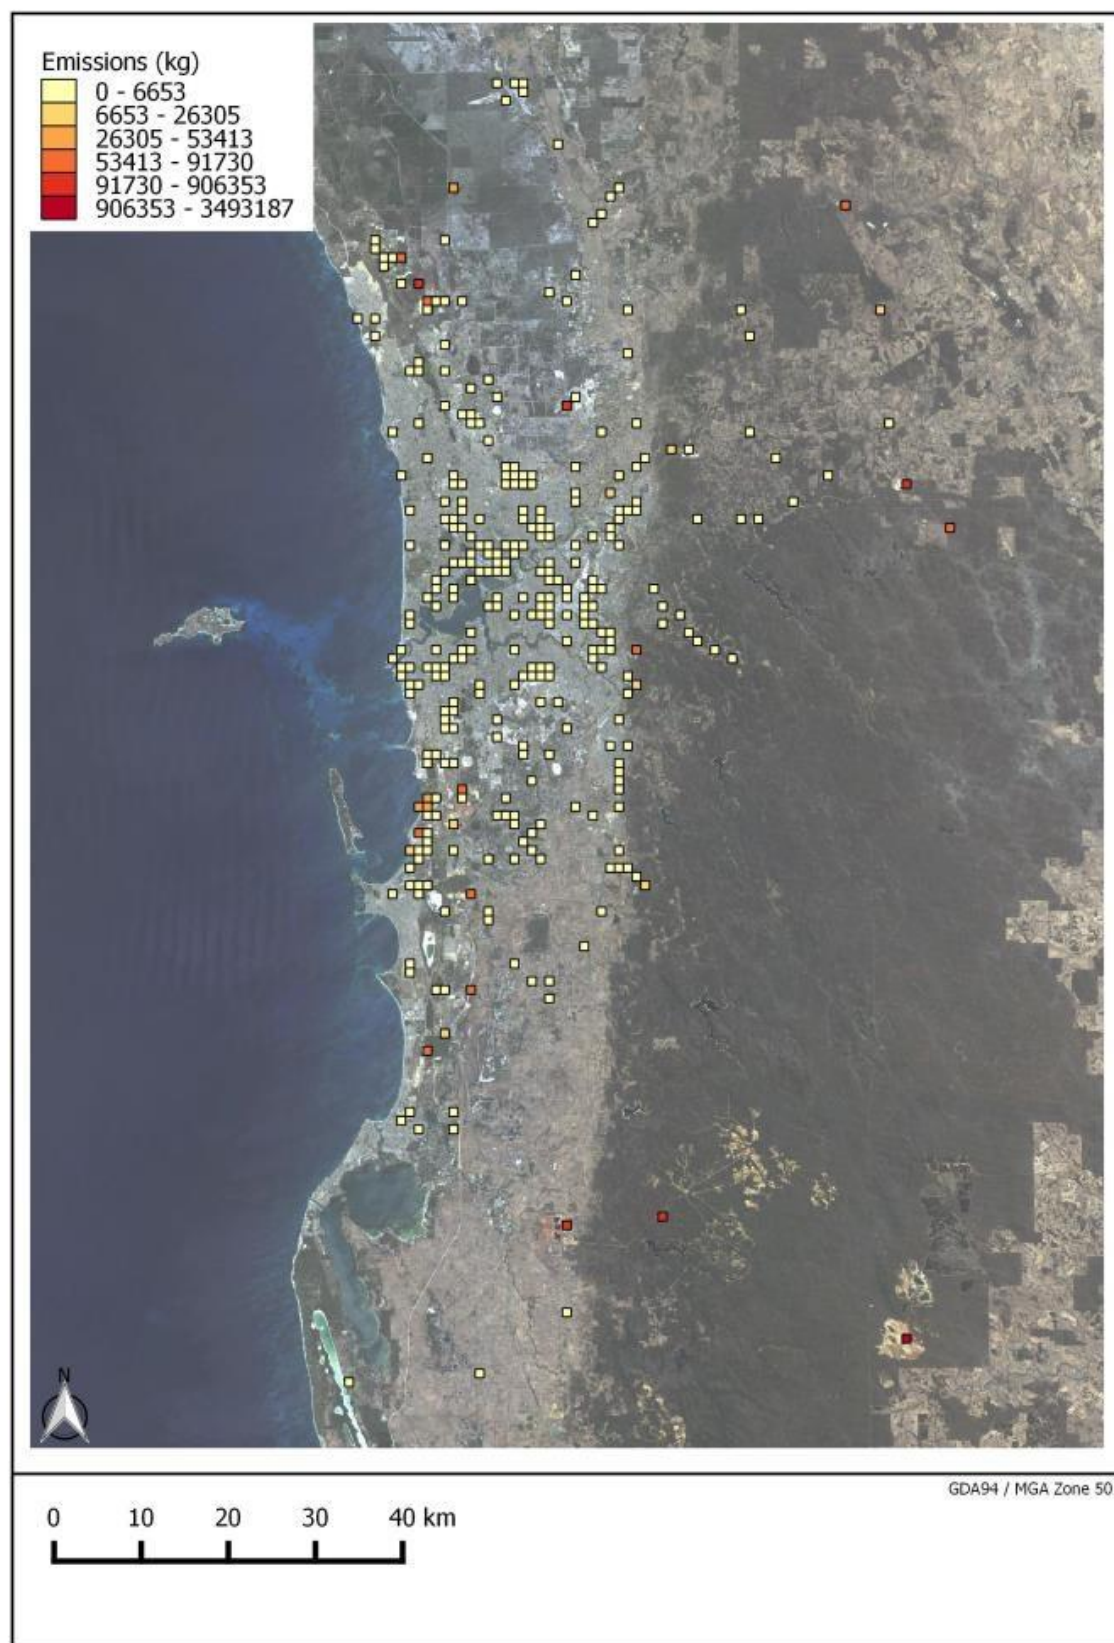 Emissions (kg)
0 - 6653
6653 - 26305
26305 - 53413
53413 - 91730
91730 - 906353
906353 - 3493187
N
GDA94 / MGA Zone 50
0 10 20 30 40 km